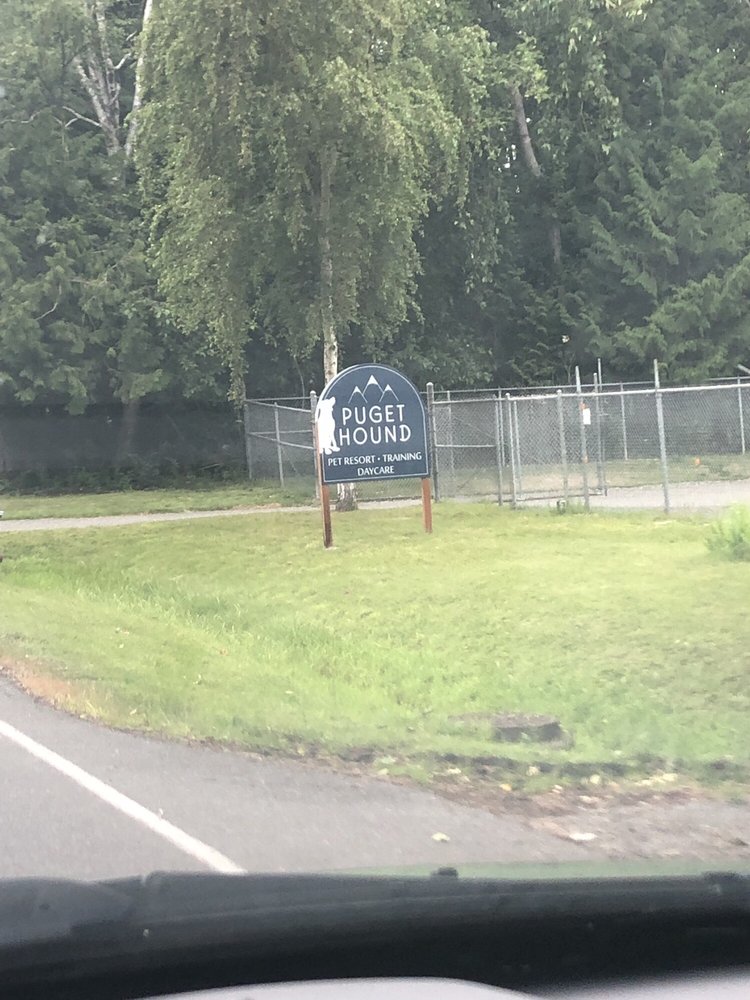 PUGET
HOUND
PET RESORT • TRAINING
DAYCARE